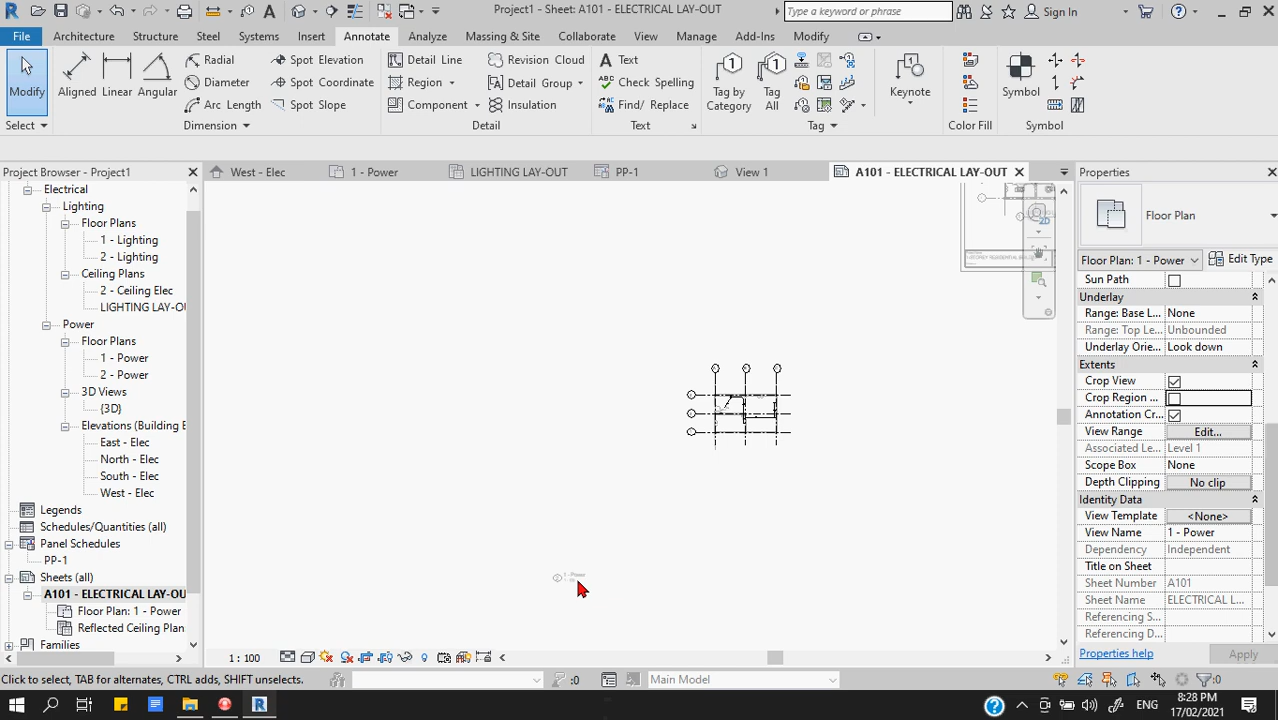 Project1 - Sheet: A101 - ELECTRICAL LAY-OUT
Type a keyword or phrase
Sign In
File
Architecture
Structure
Steel
Systems
Insert
Annotate
Analyze
Massing & Site
Collaborate
View
Manage
Add-Ins
Modify
Modify
Aligned
Linear
Angular
Radial
Diameter
Arc Length
Spot Elevation
Spot Coordinate
Spot Slope
Detail Line
Region
Component
Revision Cloud
Detail Group
Insulation
Text
Check Spelling
Find/ Replace
Tag by Category
Tag All
Keynote
Symbol
Select
Dimension
Detail
Text
Tag
Color Fill
Symbol
Project Browser - Project1
West - Elec
1 - Power
LIGHTING LAY-OUT
PP-1
View 1
A101 - ELECTRICAL LAY-OUT
Properties
Electrical
Lighting
Floor Plans
1 - Lighting
2 - Lighting
Ceiling Plans
2 - Ceiling Elec
LIGHTING LAY-O
Power
Floor Plans
1 - Power
2 - Power
3D Views
{3D}
Elevations (Building E
East - Elec
North - Elec
South - Elec
West - Elec
Legends
Schedules/Quantities (all)
Panel Schedules
PP-1
Sheets (all)
A101 - ELECTRICAL LAY-OU
Floor Plan: 1 - Power
Reflected Ceiling Plan
Families
2D
1 - Power
Floor Plan
Floor Plan: 1 - Power
Edit Type
Sun Path
Underlay
Range: Base L... None
Range: Top Le... Unbounded
Underlay Orie... Look down
Extents
Crop View
Crop Region ...
Annotation Cr...
View Range Edit...
Associated Le... Level 1
Scope Box None
Depth Clipping No clip
Identity Data
View Template <None>
View Name 1 - Power
Dependency Independent
Title on Sheet
Sheet Number A101
Sheet Name ELECTRICAL L...
Referencing S...
Referencing D...
Properties help
Apply
1 : 100
Click to select, TAB for alternates, CTRL adds, SHIFT unselects.
:0
Main Model
:0
8:28 PM
17/02/2021